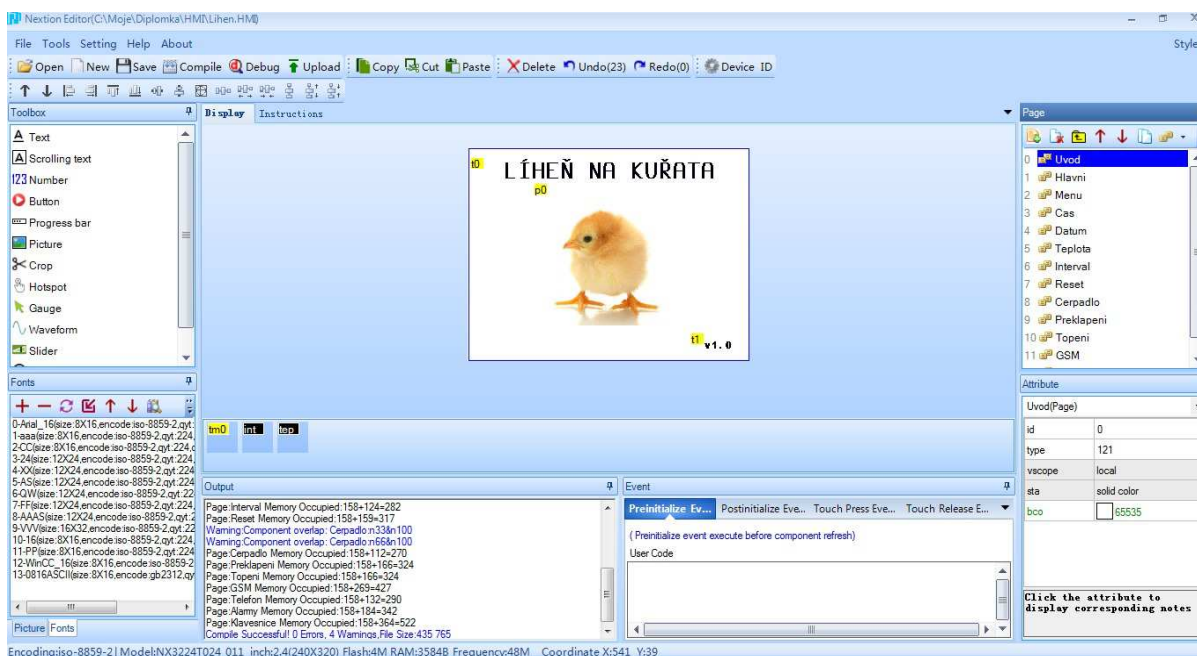 Nextion Editor(C:\Moje\Diplomka\HMI\Lihen.HMI)
File Tools Setting Help About
Style
Open New Save Compile Debug Upload Copy Cut Paste Delete Undo(23) Redo(0) Device ID
Toolbox
Text
Scrolling text
Number
Button
Progress bar
Picture
Crop
Hotspot
Gauge
Waveform
Slider
Fonts
0-Arial_16(size:8X16,encode:iso-8859-2,qyt:
1-aaa(size:8X16,encode:iso-8859-2,qyt:224,
2-CC(size:8X16,encode:iso-8859-2,qyt:224,
3-24(size:12X24,encode:iso-8859-2,qyt:224
4-XX(size:12X24,encode:iso-8859-2,qyt:224
5-AS(size:12X24,encode:iso-8859-2,qyt:224
6-QW(size:12X24,encode:iso-8859-2,qyt:22
7-FF(size:12X24,encode:iso-8859-2,qyt:224,
8-AAAS(size:12X24,encode:iso-8859-2,qyt:2
9-VVV(size:16X32,encode:iso-8859-2,qyt:22
10-16(size:8X16,encode:iso-8859-2,qyt:224
11-PP(size:8X16,encode:iso-8859-2,qyt:224
12-WinCC_16(size:8X16,encode:iso-8859-2
13-0816ASCII(size:8X16,encode:gb2312,qy
Picture Fonts
Display Instructions
t0
LÍHEŇ NA KUŘATA
p0
t1 v1.0
tm0 int tep
Output
Page:Interval Memory Occupied:158+124=282
Page:Reset Memory Occupied:158+159=317
Warning:Component overlap: Cerpadlo:n33&n100
Warning:Component overlap: Cerpadlo:n66&n100
Page:Cerpadlo Memory Occupied:158+112=270
Page:Preklapeni Memory Occupied:158+166=324
Page:Topeni Memory Occupied:158+166=324
Page:GSM Memory Occupied:158+269=427
Page:Telefon Memory Occupied:158+132=290
Page:Alarmy Memory Occupied:158+184=342
Page:Klavesnice Memory Occupied:158+364=522
Compile Successful! 0 Errors, 4 Warnings,File Size:435 765
Event
Preinitialize Ev... Postinitialize Eve... Touch Press Eve... Touch Release E...
( Preinitialize event execute before component refresh)
User Code
Page
0 Uvod
1 Hlavni
2 Menu
3 Cas
4 Datum
5 Teplota
6 Interval
7 Reset
8 Cerpadlo
9 Preklapeni
10 Topeni
11 GSM
Attribute
Uvod(Page)
id 0
type 121
vscope local
sta solid color
bco 65535
Click the attribute to
display corresponding notes
Encoding:iso-8859-2 Model:NX3224T024_011 inch:2.4(240X320) Flash:4M RAM:3584B Frequency:48M Coordinate X:541 Y:39